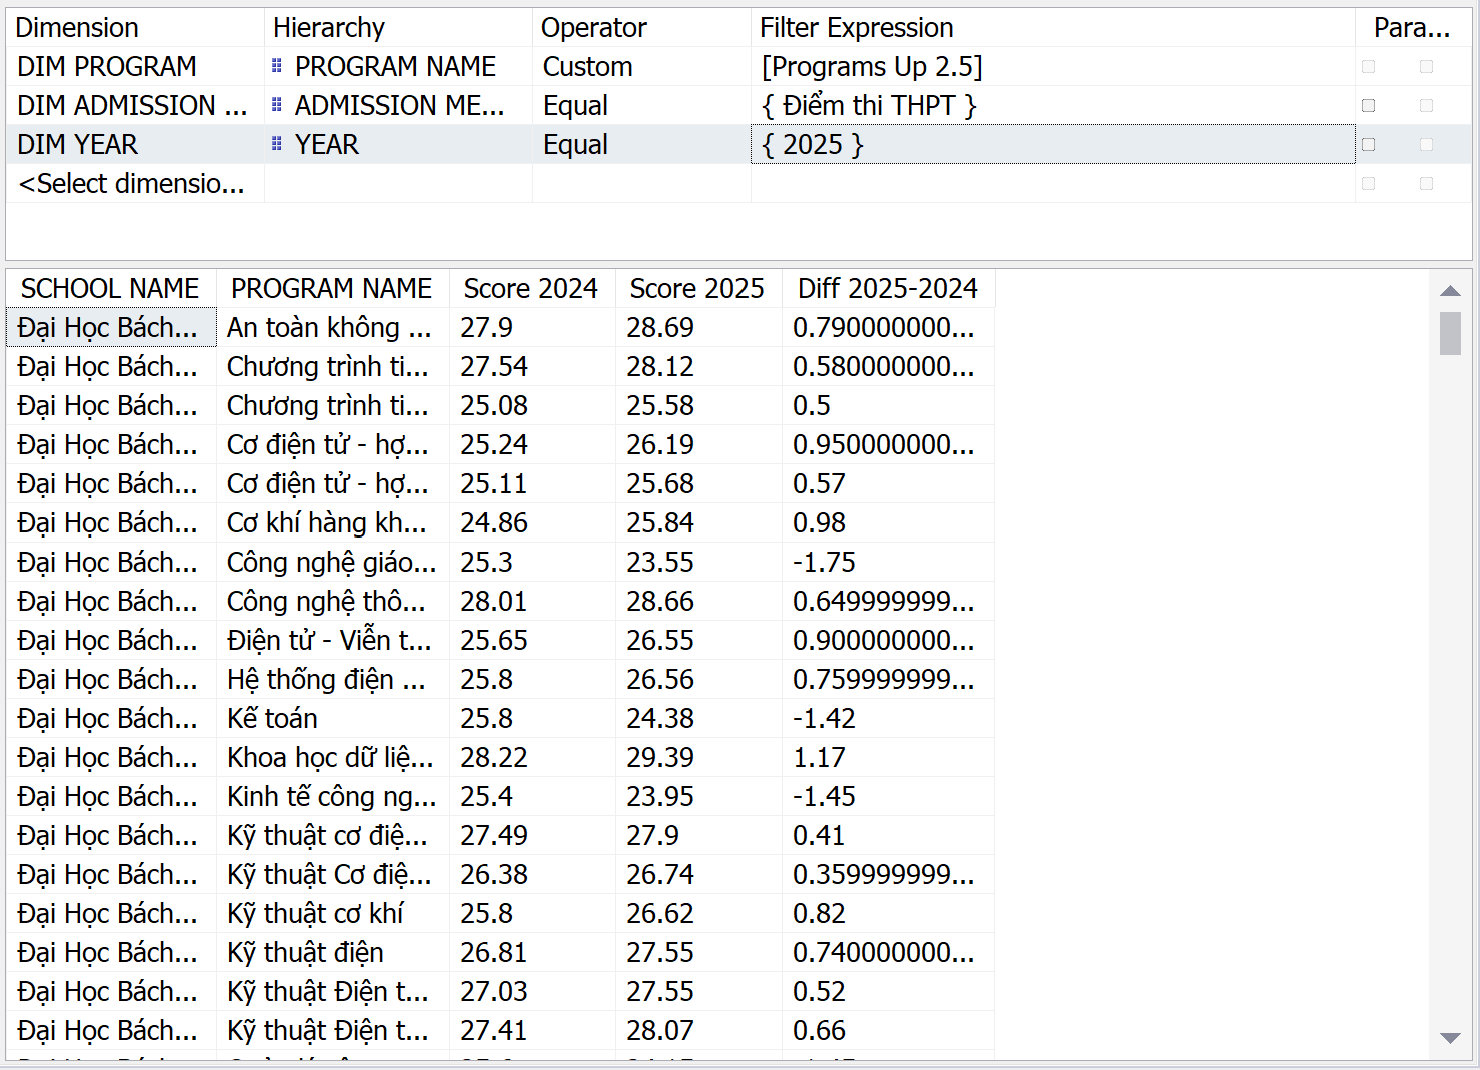 Dimension Hierarchy Operator Filter Expression Para...
DIM PROGRAM PROGRAM NAME Custom [Programs Up 2.5]
DIM ADMISSION ... ADMISSION ME... Equal { Điểm thi THPT }
DIM YEAR YEAR Equal { 2025 }
<Select dimensio...
SCHOOL NAME PROGRAM NAME Score 2024 Score 2025 Diff 2025-2024
Đại Học Bách... An toàn không ... 27.9 28.69 0.790000000...
Đại Học Bách... Chương trình ti... 27.54 28.12 0.580000000...
Đại Học Bách... Chương trình ti... 25.08 25.58 0.5
Đại Học Bách... Cơ điện tử - hợ... 25.24 26.19 0.950000000...
Đại Học Bách... Cơ điện tử - hợ... 25.11 25.68 0.57
Đại Học Bách... Cơ khí hàng kh... 24.86 25.84 0.98
Đại Học Bách... Công nghệ giáo... 25.3 23.55 -1.75
Đại Học Bách... Công nghệ thô... 28.01 28.66 0.649999999...
Đại Học Bách... Điện tử - Viễn t... 25.65 26.55 0.900000000...
Đại Học Bách... Hệ thống điện ... 25.8 26.56 0.759999999...
Đại Học Bách... Kế toán 25.8 24.38 -1.42
Đại Học Bách... Khoa học dữ liệ... 28.22 29.39 1.17
Đại Học Bách... Kinh tế công ng... 25.4 23.95 -1.45
Đại Học Bách... Kỹ thuật cơ điệ... 27.49 27.9 0.41
Đại Học Bách... Kỹ thuật Cơ điệ... 26.38 26.74 0.359999999...
Đại Học Bách... Kỹ thuật cơ khí 25.8 26.62 0.82
Đại Học Bách... Kỹ thuật điện 26.81 27.55 0.740000000...
Đại Học Bách... Kỹ thuật Điện t... 27.03 27.55 0.52
Đại Học Bách... Kỹ thuật Điện t... 27.41 28.07 0.66